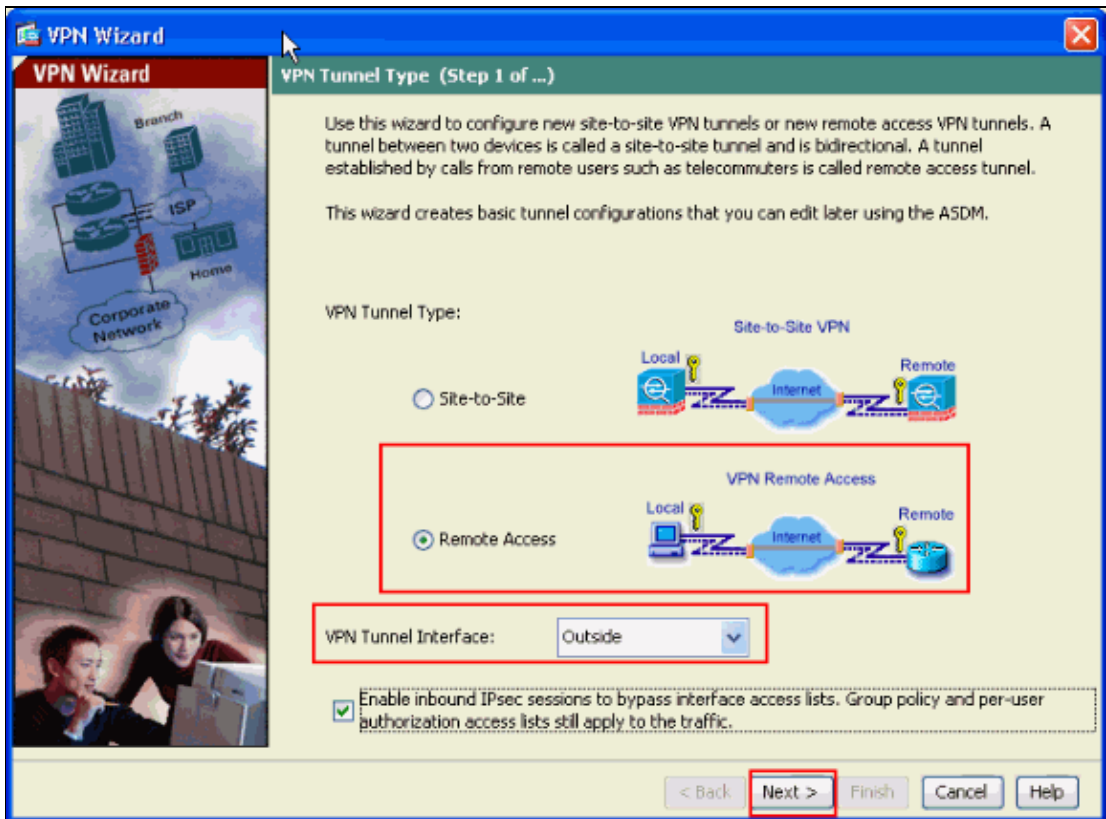 VPN Wizard
VPN Wizard
Branch
ISP
Home
Corporate
Network
VPN Tunnel Type (Step 1 of ...)
Use this wizard to configure new site-to-site VPN tunnels or new remote access VPN tunnels. A
tunnel between two devices is called a site-to-site tunnel and is bidirectional. A tunnel
established by calls from remote users such as telecommuters is called remote access tunnel.
This wizard creates basic tunnel configurations that you can edit later using the ASDM.
VPN Tunnel Type:
Site-to-Site VPN
Local
Remote
Internet
Site-to-Site
VPN Remote Access
Local
Remote
Internet
Remote Access
VPN Tunnel Interface: Outside
Enable inbound IPsec sessions to bypass interface access lists. Group policy and per-user
authorization access lists still apply to the traffic.
< Back Next > Finish Cancel Help